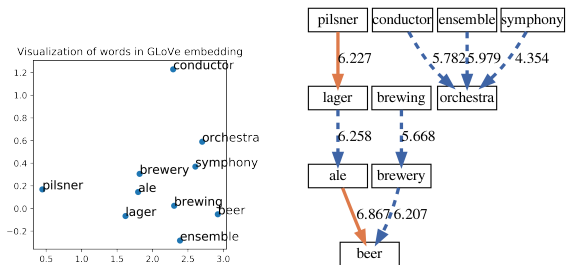 Visualization of words in GLoVe embedding
1.2
1.0
0.8
0.6
0.4
0.2
0.0
−0.2
0.5 1.0 1.5 2.0 2.5 3.0
conductor
orchestra
symphony
brewery
pilsner
ale
brewing
lager
beer
ensemble
pilsner conductor ensemble symphony
6.227 5.782 5.979 4.354
lager brewing orchestra
6.258 5.668
ale brewery
6.867 6.207
beer